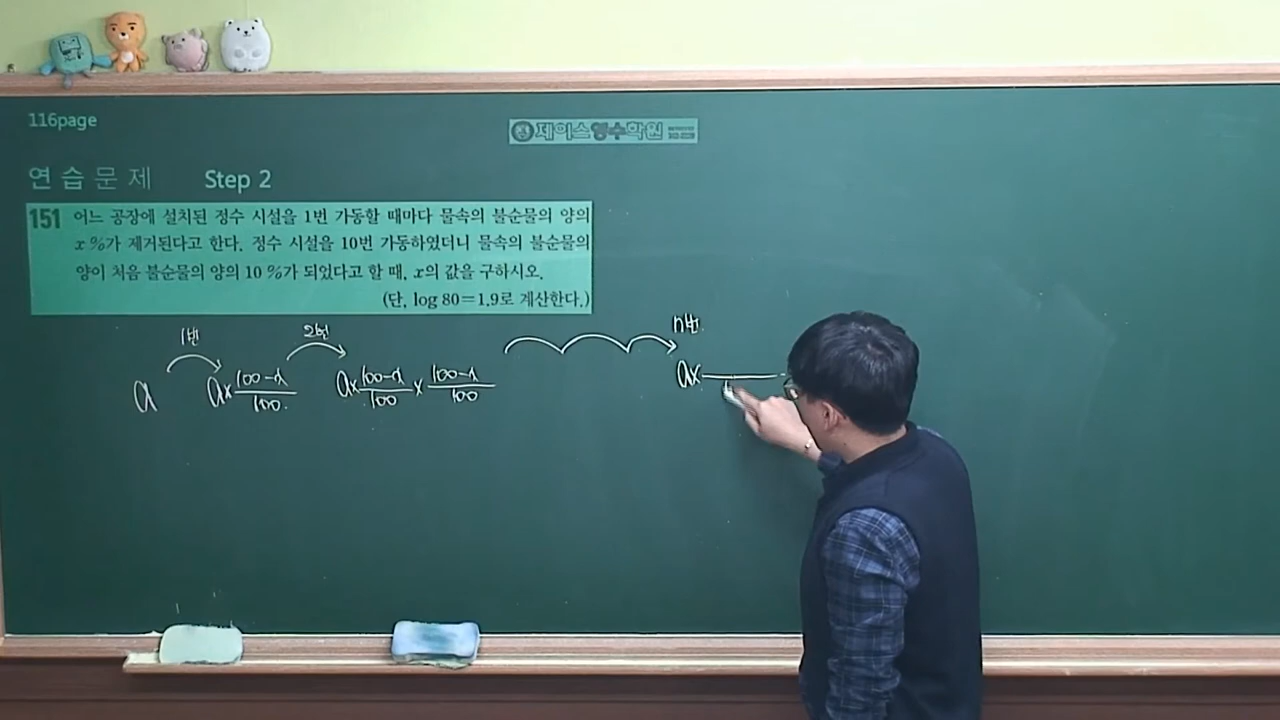 116page
제이스영수학원
연습문제 Step 2
151 어느 공장에 설치된 정수 시설을 1번 가동할 때마다 물속의 불순물의 양의
x %가 제거된다고 한다. 정수 시설을 10번 가동하였더니 물속의 불순물의
양이 처음 불순물의 양의 10 %가 되었다고 할 때, x의 값을 구하시오.
(단, log 80=1.9로 계산한다.)
1번 2번 n번
a a×(100-x)/100 a×(100-x)/100×(100-x)/100 a×